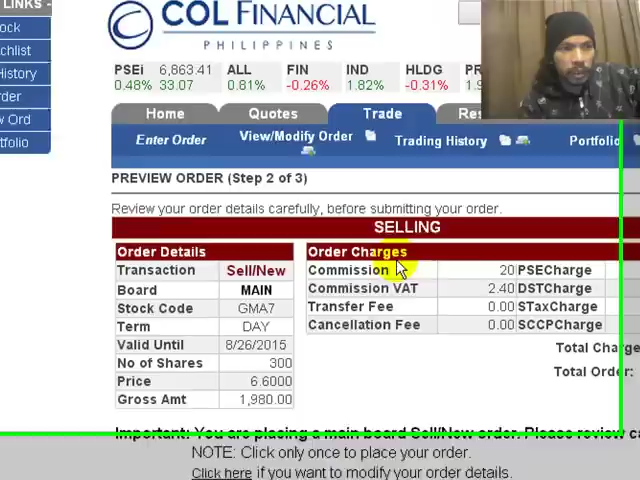 LINKS -
COL FINANCIAL
ock
PHILIPPINES
chlist
History
PSEi 6,863.41 ALL FIN IND HLDG PR
0.48% 33.07 0.81% -0.26% 1.82% -0.31% 1.9
rder
w Ord
Home Quotes Trade Res
tfolio
Enter Order View/Modify Order Trading History Portfolio
PREVIEW ORDER (Step 2 of 3)
Review your order details carefully, before submitting your order.
SELLING
Order Details Order Charges
Transaction Sell/New Commission 20 PSECharge
Board MAIN Commission VAT 2.40 DSTCharge
Stock Code GMA7 Transfer Fee 0.00 STaxCharge
Term DAY Cancellation Fee 0.00 SCCPCharge
Valid Until 8/26/2015 Total Charge
No of Shares 300
Total Order:
Price 6.6000
Gross Amt 1,980.00
Important: You are placing a main board Sell/New order. Please review ca
NOTE: Click only once to place your order.
Click here if you want to modify your order details.